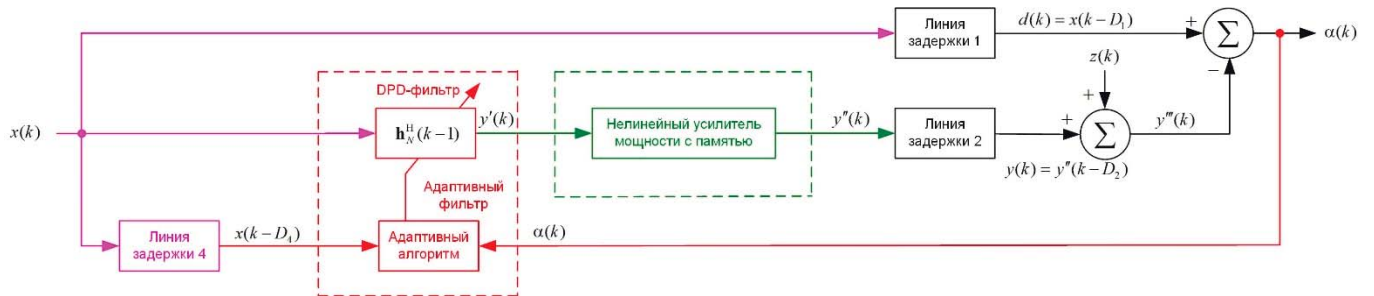 Линия
задержки 1
d(k) = x(k−D₁)
+
Σ
α(k)
−
z(k)
DPD-фильтр
x(k)
h_N^H(k−1)
y′(k)
Нелинейный усилитель
мощности с памятью
y″(k)
Линия
задержки 2
+
+
Σ
y‴(k)
y(k) = y″(k−D₂)
Адаптивный
фильтр
Линия
задержки 4
x(k−D₄)
Адаптивный
алгоритм
α(k)